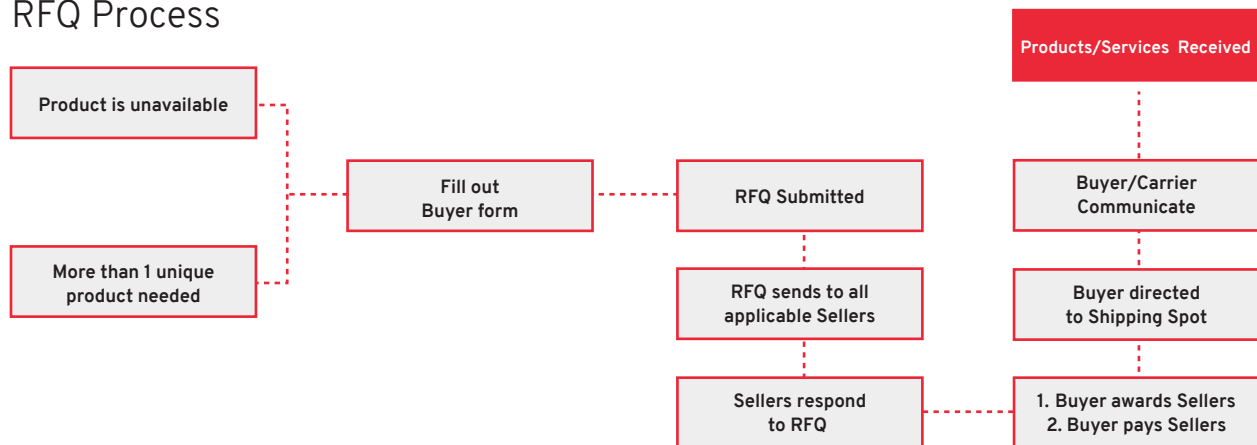 RFQ Process
Products/Services Received
Product is unavailable
Fill out
Buyer form
RFQ Submitted
Buyer/Carrier
Communicate
More than 1 unique
product needed
RFQ sends to all
applicable Sellers
Buyer directed
to Shipping Spot
Sellers respond
to RFQ
1. Buyer awards Sellers
2. Buyer pays Sellers